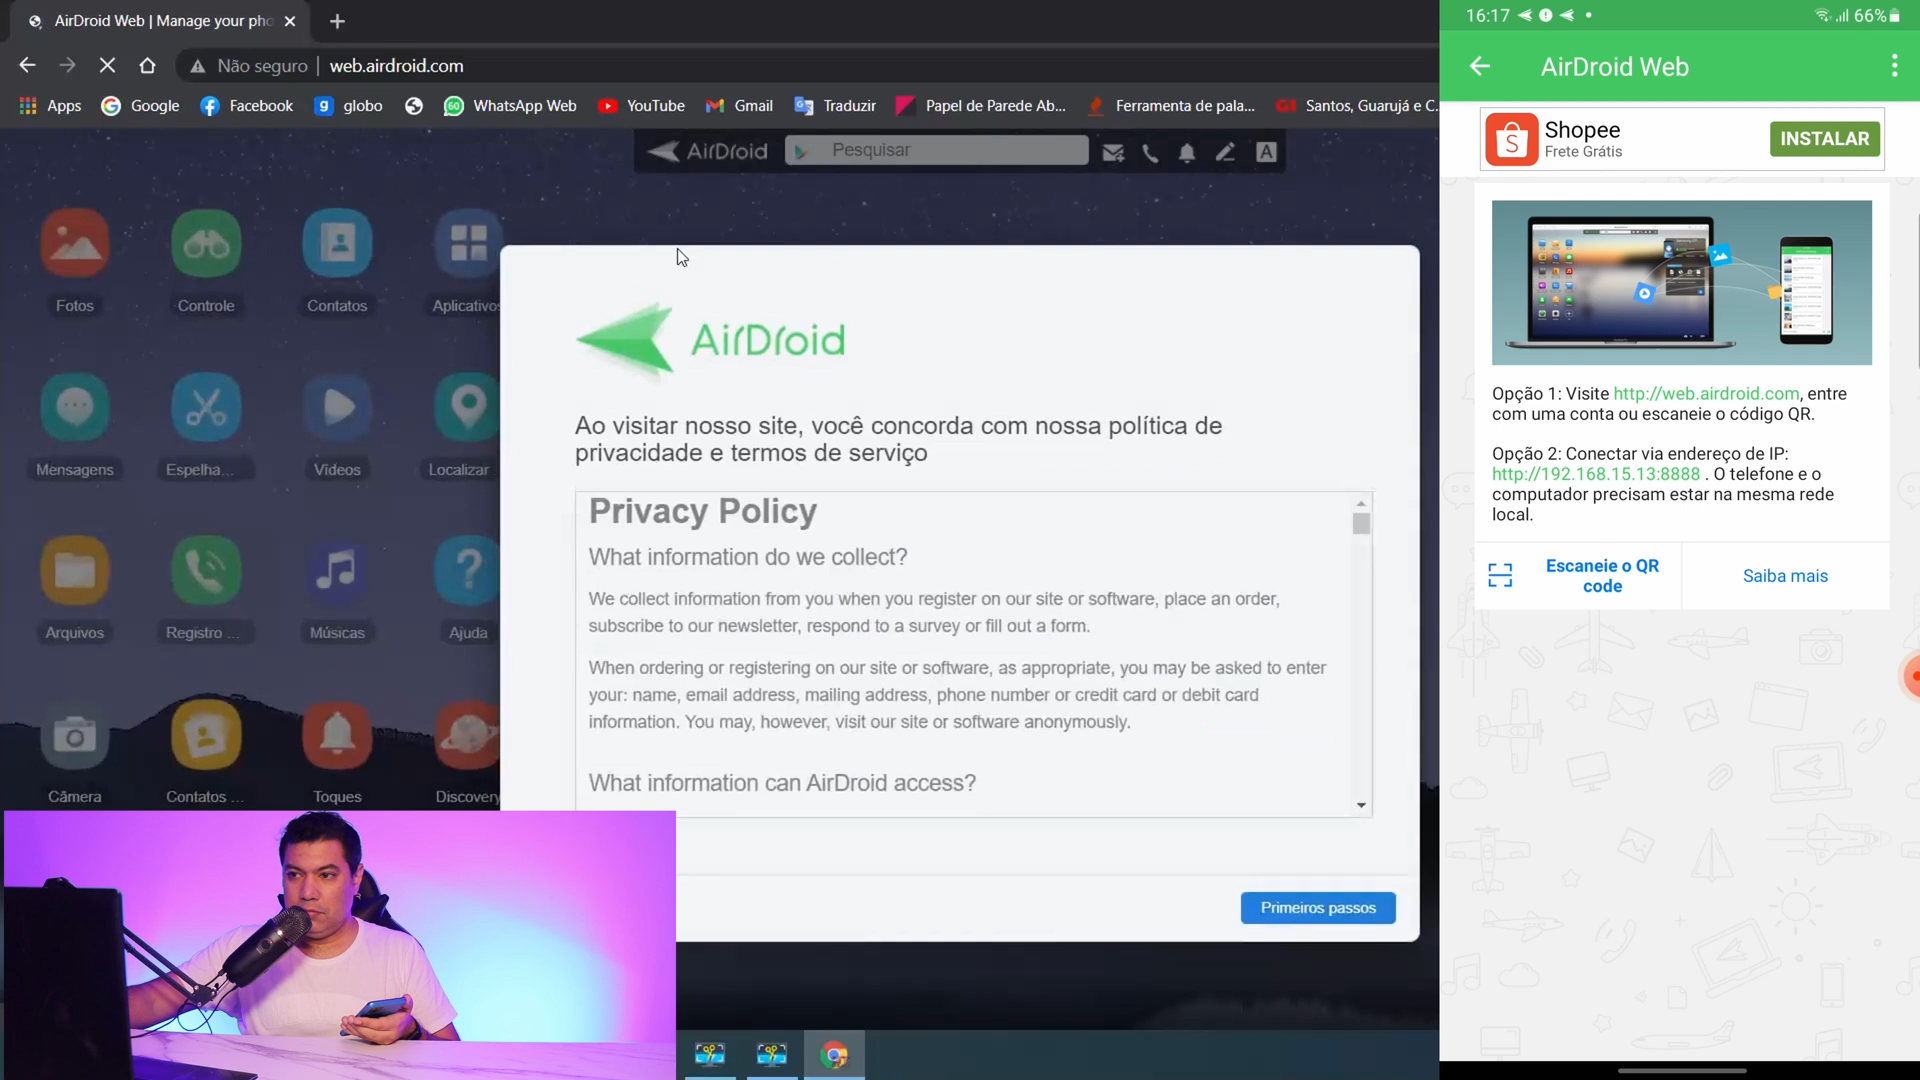 AirDroid Web | Manage your pho
Não seguro | web.airdroid.com
Apps Google Facebook globo WhatsApp Web YouTube Gmail Traduzir Papel de Parede Ab... Ferramenta de pala... Santos, Guarujá e C...
AirDroid Pesquisar
Fotos Controle Contatos Aplicativos
Mensagens Espelha... Vídeos Localizar
Arquivos Registro ... Músicas Ajuda
Câmera Contatos ... Toques Discovery
AirDroid
Ao visitar nosso site, você concorda com nossa política de
privacidade e termos de serviço
Privacy Policy
What information do we collect?
We collect information from you when you register on our site or software, place an order,
subscribe to our newsletter, respond to a survey or fill out a form.
When ordering or registering on our site or software, as appropriate, you may be asked to enter
your: name, email address, mailing address, phone number or credit card or debit card
information. You may, however, visit our site or software anonymously.
What information can AirDroid access?
Primeiros passos
16:17 66%
AirDroid Web
Shopee
Frete Grátis
INSTALAR
Opção 1: Visite http://web.airdroid.com, entre
com uma conta ou escaneie o código QR.
Opção 2: Conectar via endereço de IP:
http://192.168.15.13:8888 . O telefone e o
computador precisam estar na mesma rede
local.
Escaneie o QR
code
Saiba mais